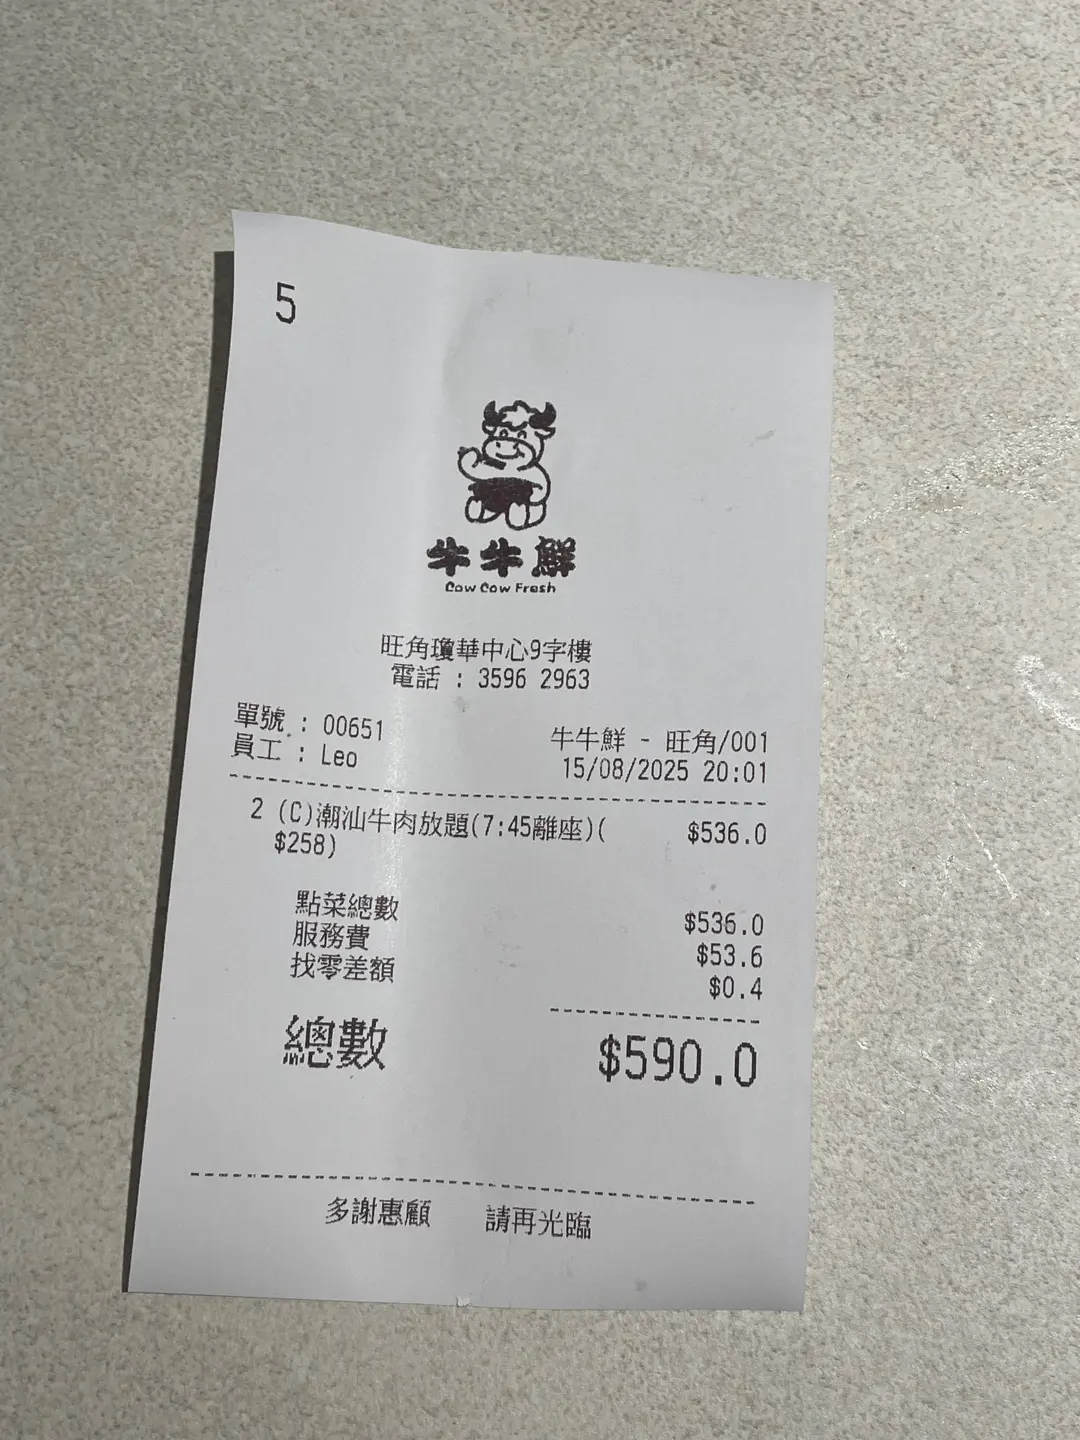 5
牛牛鮮
Cow Cow Fresh
旺角瓊華中心9字樓
電話 : 3596 2963
單號 : 00651
員工 : Leo
牛牛鮮 - 旺角/001
15/08/2025 20:01
2 (C)潮汕牛肉放題(7:45離座)( $536.0
$258)
點菜總數 $536.0
服務費 $53.6
找零差額 $0.4
總數 $590.0
多謝惠顧 請再光臨